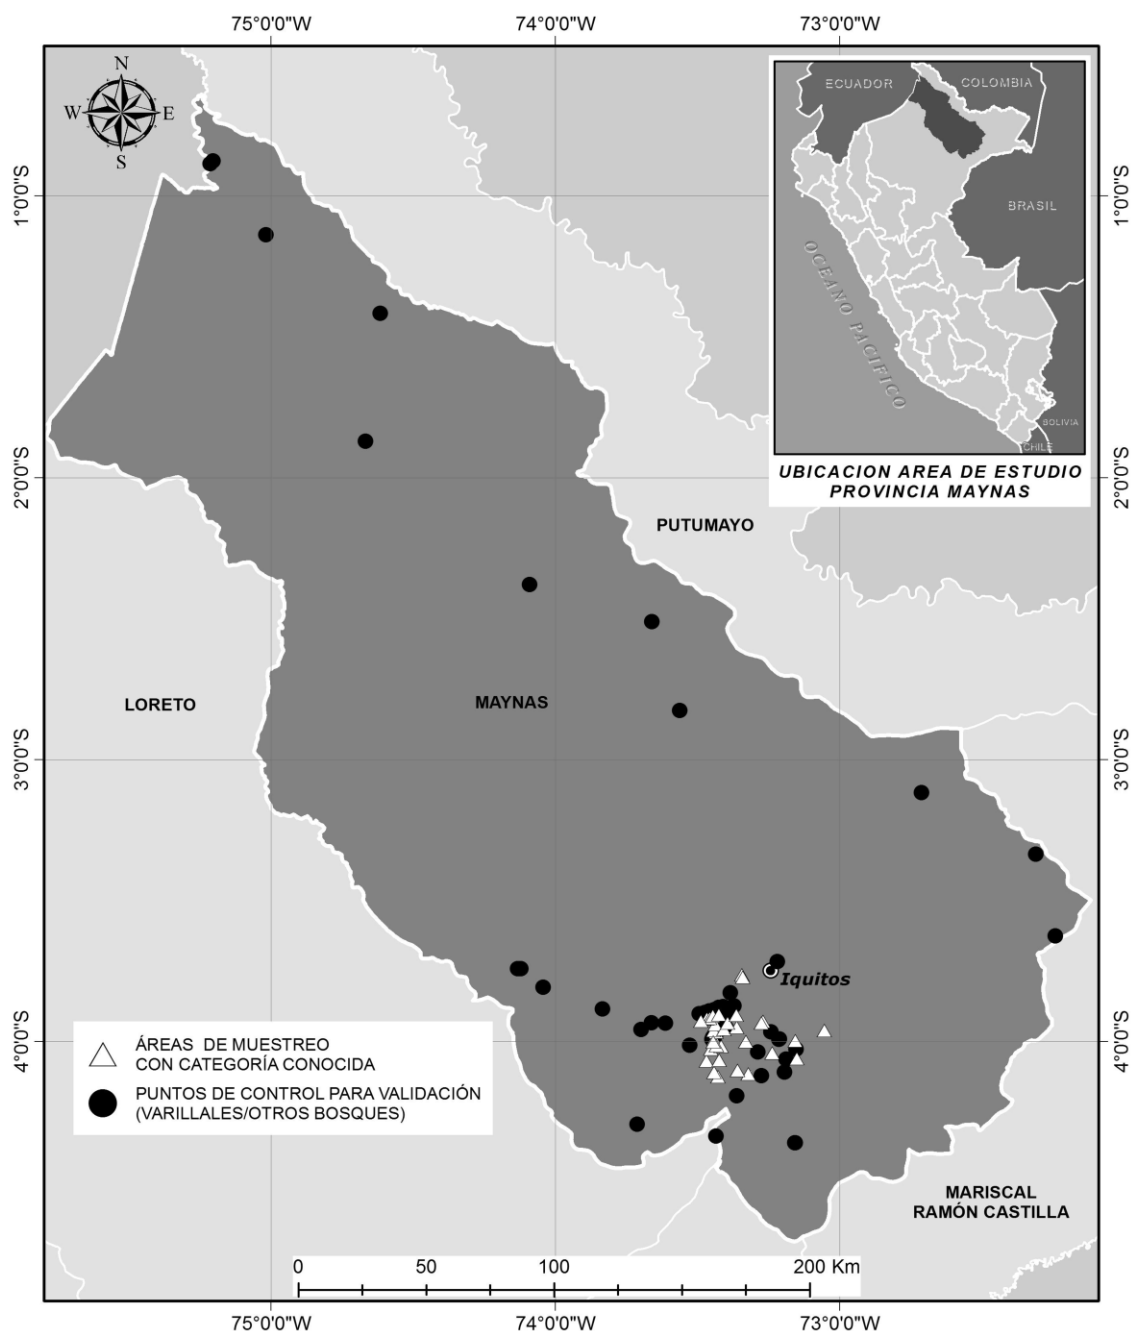 75°0'0"W 74°0'0"W 73°0'0"W
N
W E
S
ECUADOR
COLOMBIA
BRASIL
OCEANO PACIFICO
BOLIVIA
CHILE
UBICACION AREA DE ESTUDIO
PROVINCIA MAYNAS
1°0'0"S
1°0'0"S
2°0'0"S
2°0'0"S
PUTUMAYO
LORETO
MAYNAS
3°0'0"S
3°0'0"S
Iquitos
4°0'0"S
4°0'0"S
ÁREAS DE MUESTREO
CON CATEGORÍA CONOCIDA
PUNTOS DE CONTROL PARA VALIDACIÓN
(VARILLALES/OTROS BOSQUES)
MARISCAL
RAMÓN CASTILLA
0 50 100 200 Km
75°0'0"W 74°0'0"W 73°0'0"W